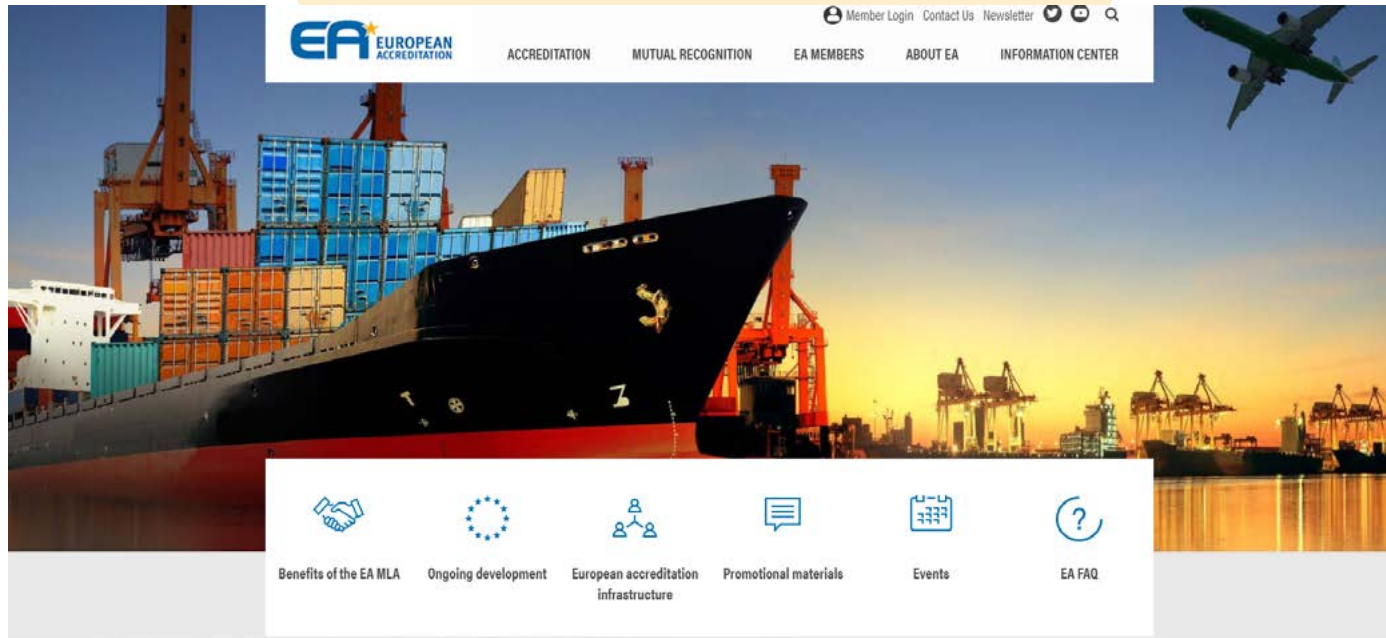 Member Login Contact Us Newsletter
EA EUROPEAN
ACCREDITATION
ACCREDITATION MUTUAL RECOGNITION EA MEMBERS ABOUT EA INFORMATION CENTER
Benefits of the EA MLA
Ongoing development
European accreditation
infrastructure
Promotional materials
Events
EA FAQ